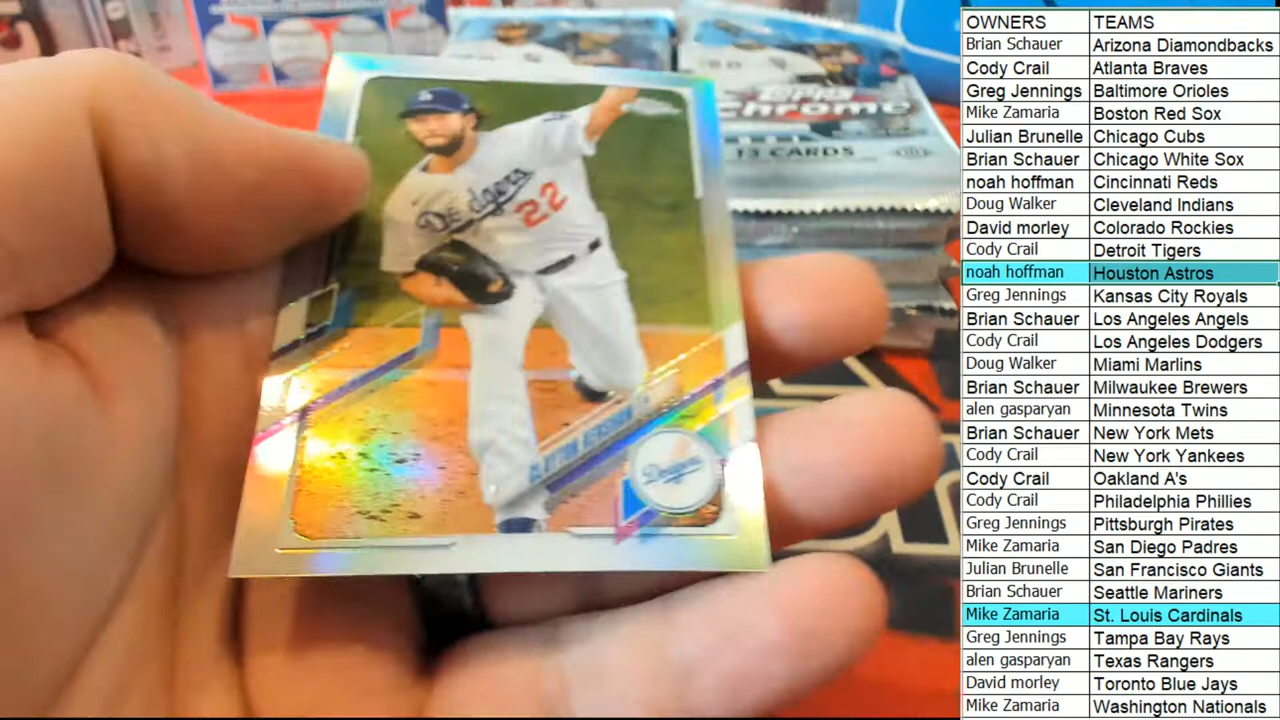 Dodgers
22
CLAYTON KERSHAW
Dodgers
Chrome
13 CARDS
OWNERS TEAMS
Brian Schauer Arizona Diamondbacks
Cody Crail Atlanta Braves
Greg Jennings Baltimore Orioles
Mike Zamaria Boston Red Sox
Julian Brunelle Chicago Cubs
Brian Schauer Chicago White Sox
noah hoffman Cincinnati Reds
Doug Walker Cleveland Indians
David morley Colorado Rockies
Cody Crail Detroit Tigers
noah hoffman Houston Astros
Greg Jennings Kansas City Royals
Brian Schauer Los Angeles Angels
Cody Crail Los Angeles Dodgers
Doug Walker Miami Marlins
Brian Schauer Milwaukee Brewers
alen gasparyan Minnesota Twins
Brian Schauer New York Mets
Cody Crail New York Yankees
Cody Crail Oakland A's
Cody Crail Philadelphia Phillies
Greg Jennings Pittsburgh Pirates
Mike Zamaria San Diego Padres
Julian Brunelle San Francisco Giants
Brian Schauer Seattle Mariners
Mike Zamaria St. Louis Cardinals
Greg Jennings Tampa Bay Rays
alen gasparyan Texas Rangers
David morley Toronto Blue Jays
Mike Zamaria Washington Nationals